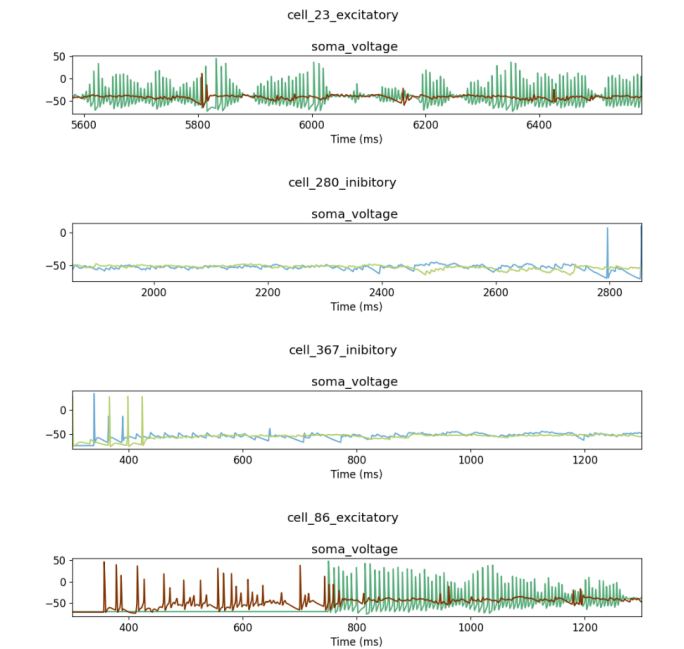 cell_23_excitatory
soma_voltage
50
0
−50
5600 5800 6000 6200 6400
Time (ms)
cell_280_inibitory
soma_voltage
0
−50
2000 2200 2400 2600 2800
Time (ms)
cell_367_inibitory
soma_voltage
0
−50
400 600 800 1000 1200
Time (ms)
cell_86_excitatory
soma_voltage
50
0
−50
400 600 800 1000 1200
Time (ms)